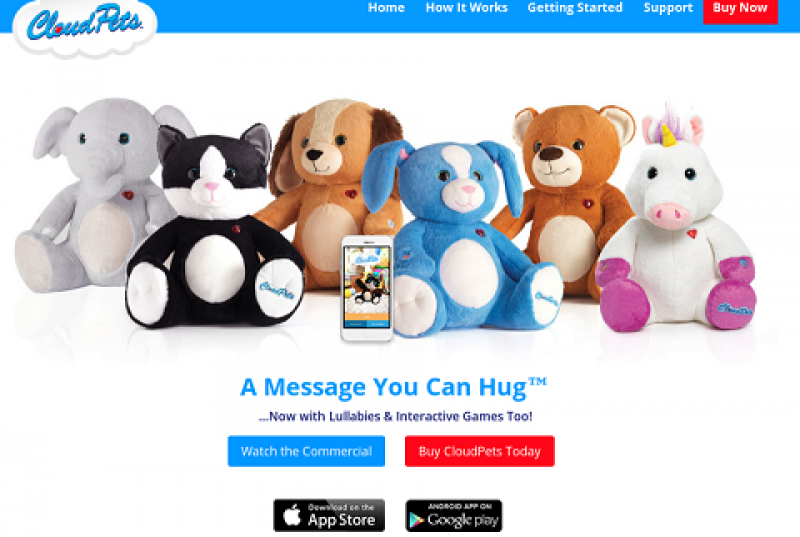 CloudPets
Home How It Works Getting Started Support Buy Now
CloudPets
CloudPets
CloudPets
CloudPets
A Message You Can Hug™
...Now with Lullabies & Interactive Games Too!
Watch the Commercial Buy CloudPets Today
Download on the
App Store
ANDROID APP ON
Google play